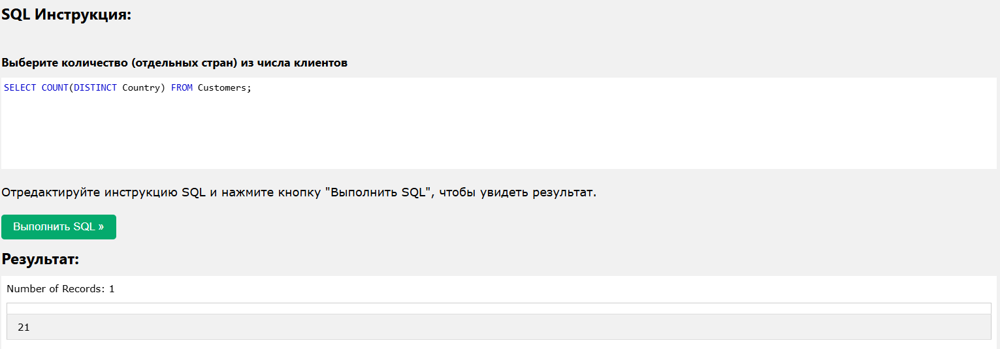 SQL Инструкция:
Выберите количество (отдельных стран) из числа клиентов
SELECT COUNT(DISTINCT Country) FROM Customers;
Отредактируйте инструкцию SQL и нажмите кнопку "Выполнить SQL", чтобы увидеть результат.
Выполнить SQL »
Результат:
Number of Records: 1
21